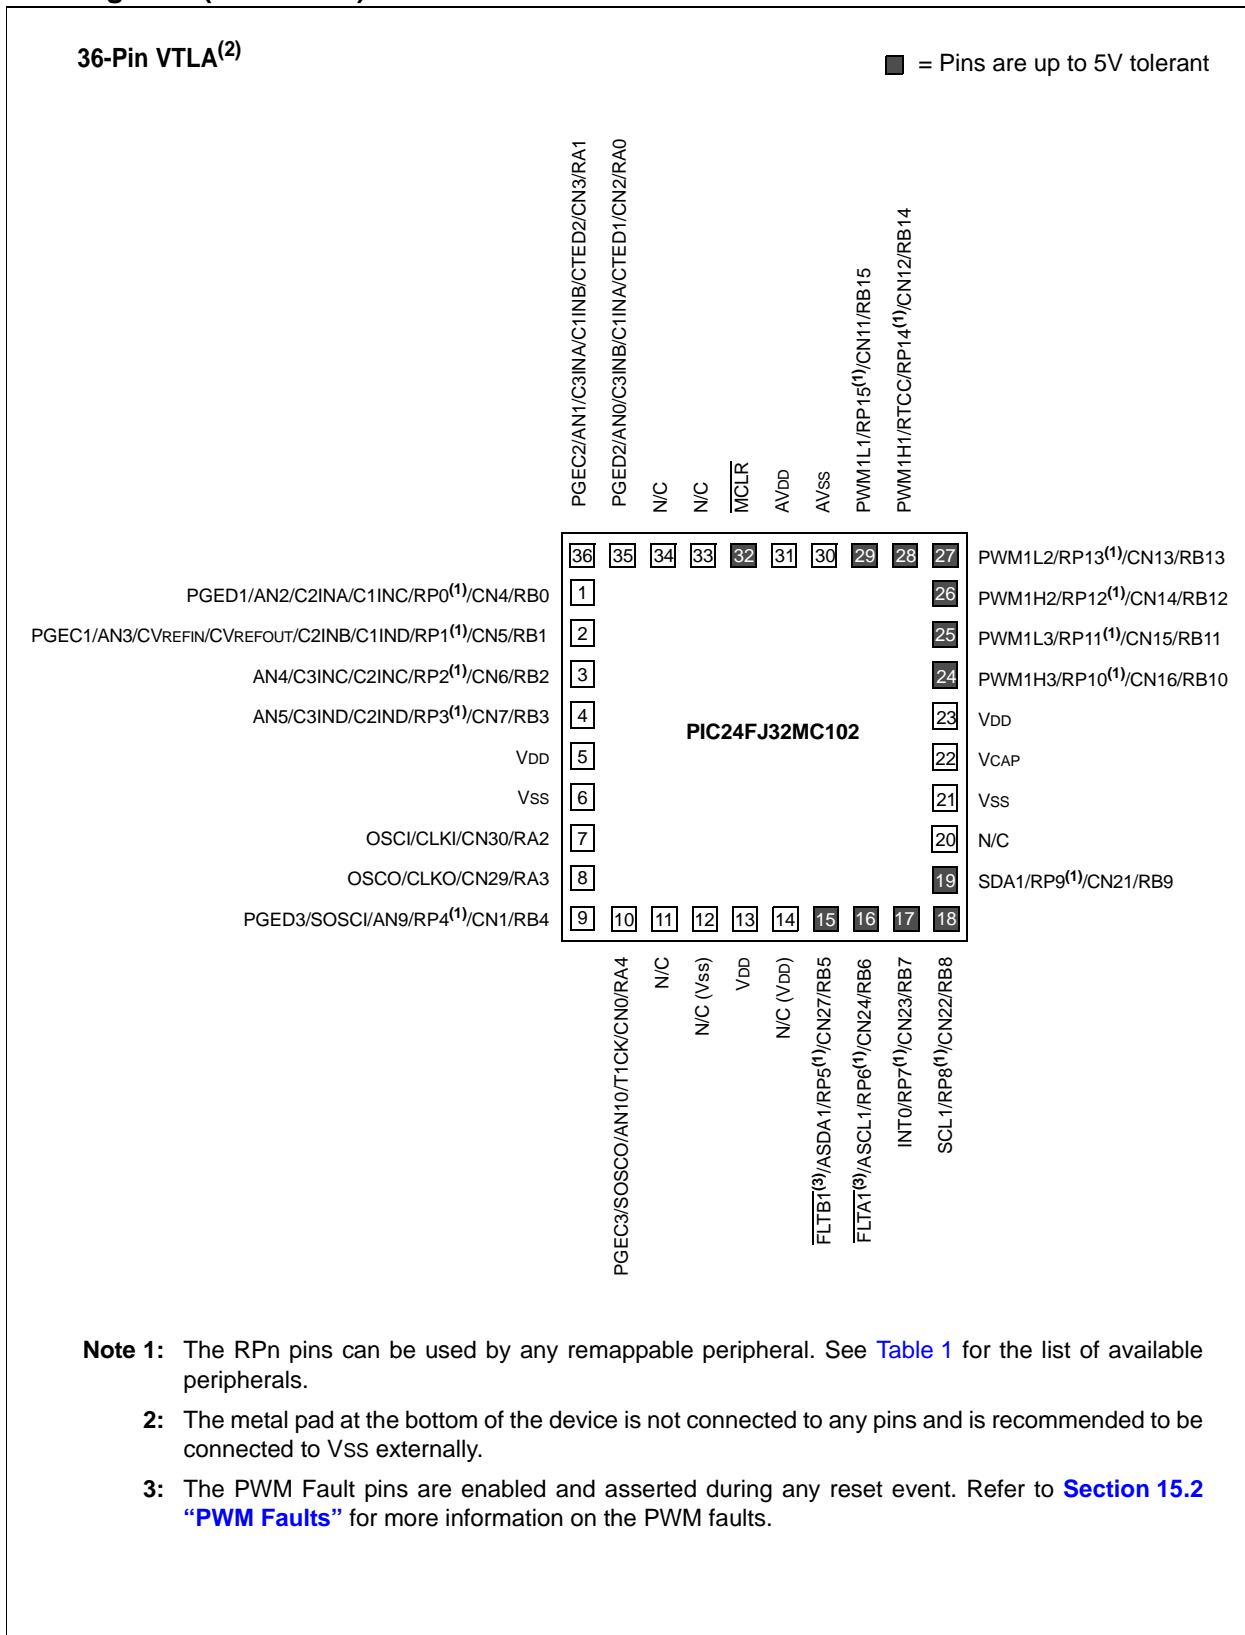 36-Pin VTLA(2)
= Pins are up to 5V tolerant
PGEC2/AN1/C3INA/C1INB/CTED2/CN3/RA1
PGED2/AN0/C3INB/C1INA/CTED1/CN2/RA0
N/C
N/C
MCLR
AVDD
AVSS
PWM1L1/RP15(1)/CN11/RB15
PWM1H1/RTCC/RP14(1)/CN12/RB14
36 35 34 33 32 31 30 29 28 27 PWM1L2/RP13(1)/CN13/RB13
PGED1/AN2/C2INA/C1INC/RP0(1)/CN4/RB0 1 26 PWM1H2/RP12(1)/CN14/RB12
PGEC1/AN3/CVREFIN/CVREFOUT/C2INB/C1IND/RP1(1)/CN5/RB1 2 25 PWM1L3/RP11(1)/CN15/RB11
AN4/C3INC/C2INC/RP2(1)/CN6/RB2 3 24 PWM1H3/RP10(1)/CN16/RB10
AN5/C3IND/C2IND/RP3(1)/CN7/RB3 4 23 VDD
PIC24FJ32MC102
VDD 5 22 VCAP
VSS 6 21 VSS
OSCI/CLKI/CN30/RA2 7 20 N/C
OSCO/CLKO/CN29/RA3 8 19 SDA1/RP9(1)/CN21/RB9
PGED3/SOSCI/AN9/RP4(1)/CN1/RB4 9 10 11 12 13 14 15 16 17 18
PGEC3/SOSCO/AN10/T1CK/CN0/RA4
N/C
N/C (Vss)
VDD
N/C (VDD)
FLTB1(3)/ASDA1/RP5(1)/CN27/RB5
FLTA1(3)/ASCL1/RP6(1)/CN24/RB6
INT0/RP7(1)/CN23/RB7
SCL1/RP8(1)/CN22/RB8
Note 1: The RPn pins can be used by any remappable peripheral. See Table 1 for the list of available
peripherals.
2: The metal pad at the bottom of the device is not connected to any pins and is recommended to be
connected to VSS externally.
3: The PWM Fault pins are enabled and asserted during any reset event. Refer to Section 15.2
“PWM Faults” for more information on the PWM faults.